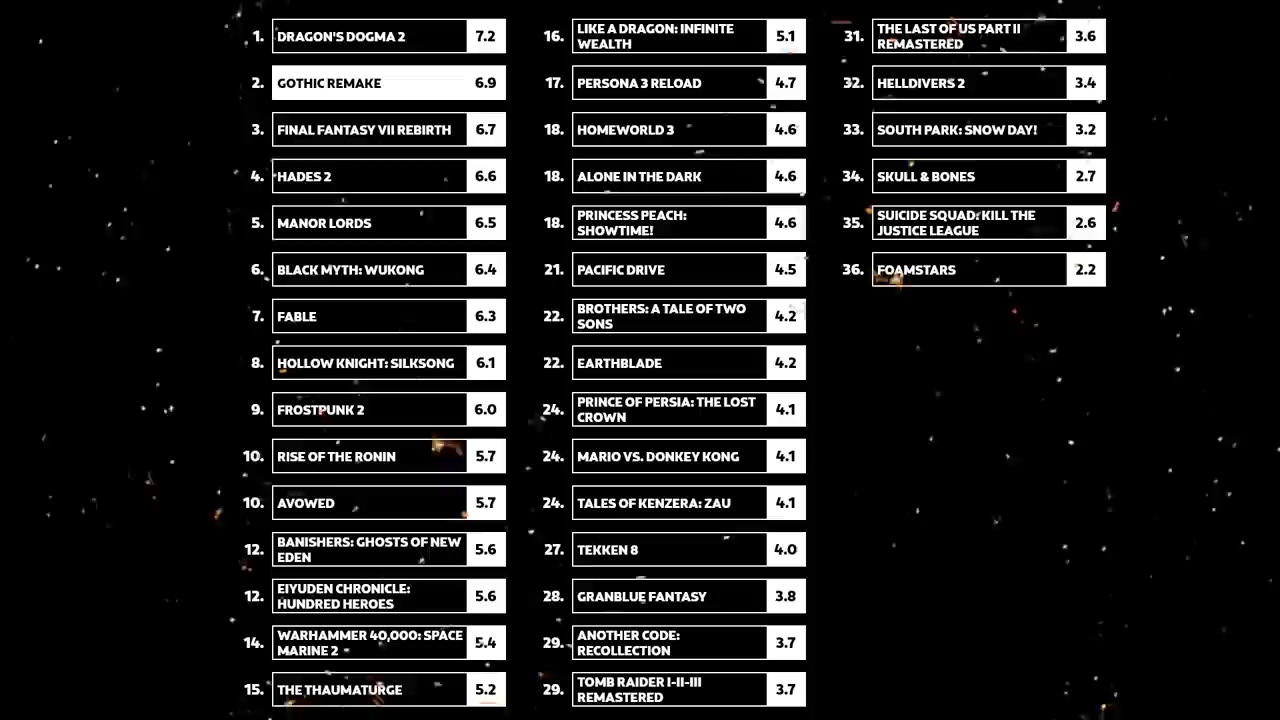 1. DRAGON'S DOGMA 2 7.2
2. GOTHIC REMAKE 6.9
3. FINAL FANTASY VII REBIRTH 6.7
4. HADES 2 6.6
5. MANOR LORDS 6.5
6. BLACK MYTH: WUKONG 6.4
7. FABLE 6.3
8. HOLLOW KNIGHT: SILKSONG 6.1
9. FROSTPUNK 2 6.0
10. RISE OF THE RONIN 5.7
10. AVOWED 5.7
12. BANISHERS: GHOSTS OF NEW
EDEN 5.6
12. EIYUDEN CHRONICLE:
HUNDRED HEROES 5.6
14. WARHAMMER 40,000: SPACE
MARINE 2 5.4
15. THE THAUMATURGE 5.2
16. LIKE A DRAGON: INFINITE
WEALTH 5.1
17. PERSONA 3 RELOAD 4.7
18. HOMEWORLD 3 4.6
18. ALONE IN THE DARK 4.6
18. PRINCESS PEACH:
SHOWTIME! 4.6
21. PACIFIC DRIVE 4.5
22. BROTHERS: A TALE OF TWO
SONS 4.2
22. EARTHBLADE 4.2
24. PRINCE OF PERSIA: THE LOST
CROWN 4.1
24. MARIO VS. DONKEY KONG 4.1
24. TALES OF KENZERA: ZAU 4.1
27. TEKKEN 8 4.0
28. GRANBLUE FANTASY 3.8
29. ANOTHER CODE:
RECOLLECTION 3.7
29. TOMB RAIDER I-II-III
REMASTERED 3.7
31. THE LAST OF US PART II
REMASTERED 3.6
32. HELLDIVERS 2 3.4
33. SOUTH PARK: SNOW DAY! 3.2
34. SKULL & BONES 2.7
35. SUICIDE SQUAD: KILL THE
JUSTICE LEAGUE 2.6
36. FOAMSTARS 2.2